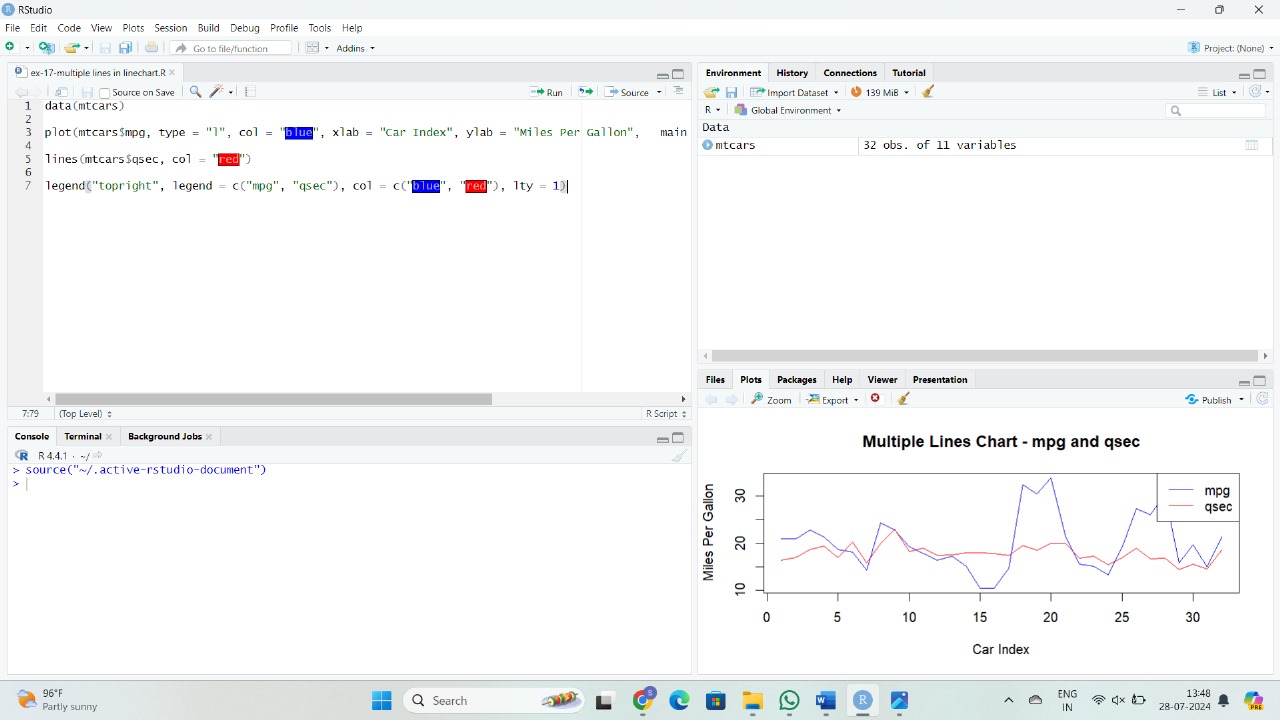 RStudio
File Edit Code View Plots Session Build Debug Profile Tools Help
Go to file/function Addins Project: (None)
ex-17-multiple lines in linechart.R
Source on Save Run Source
data(mtcars)
3 plot(mtcars$mpg, type = "l", col = "blue", xlab = "Car Index", ylab = "Miles Per Gallon", main
4
5 lines(mtcars$qsec, col = "red")
6
7 legend("topright", legend = c("mpg", "qsec"), col = c("blue", "red"), lty = 1)
7:79 (Top Level) R Script
Console Terminal Background Jobs
R 4.4.1 · ~/
> source("~/.active-rstudio-document")
>
Environment History Connections Tutorial
Import Dataset 139 MiB List
R Global Environment
Data
mtcars 32 obs. of 11 variables
Files Plots Packages Help Viewer Presentation
Zoom Export Publish
Multiple Lines Chart - mpg and qsec
Miles Per Gallon
30
20
10
mpg
qsec
0 5 10 15 20 25 30
Car Index
96°F
Partly sunny
Search
ENG
IN
13:48
28-07-2024
PRE